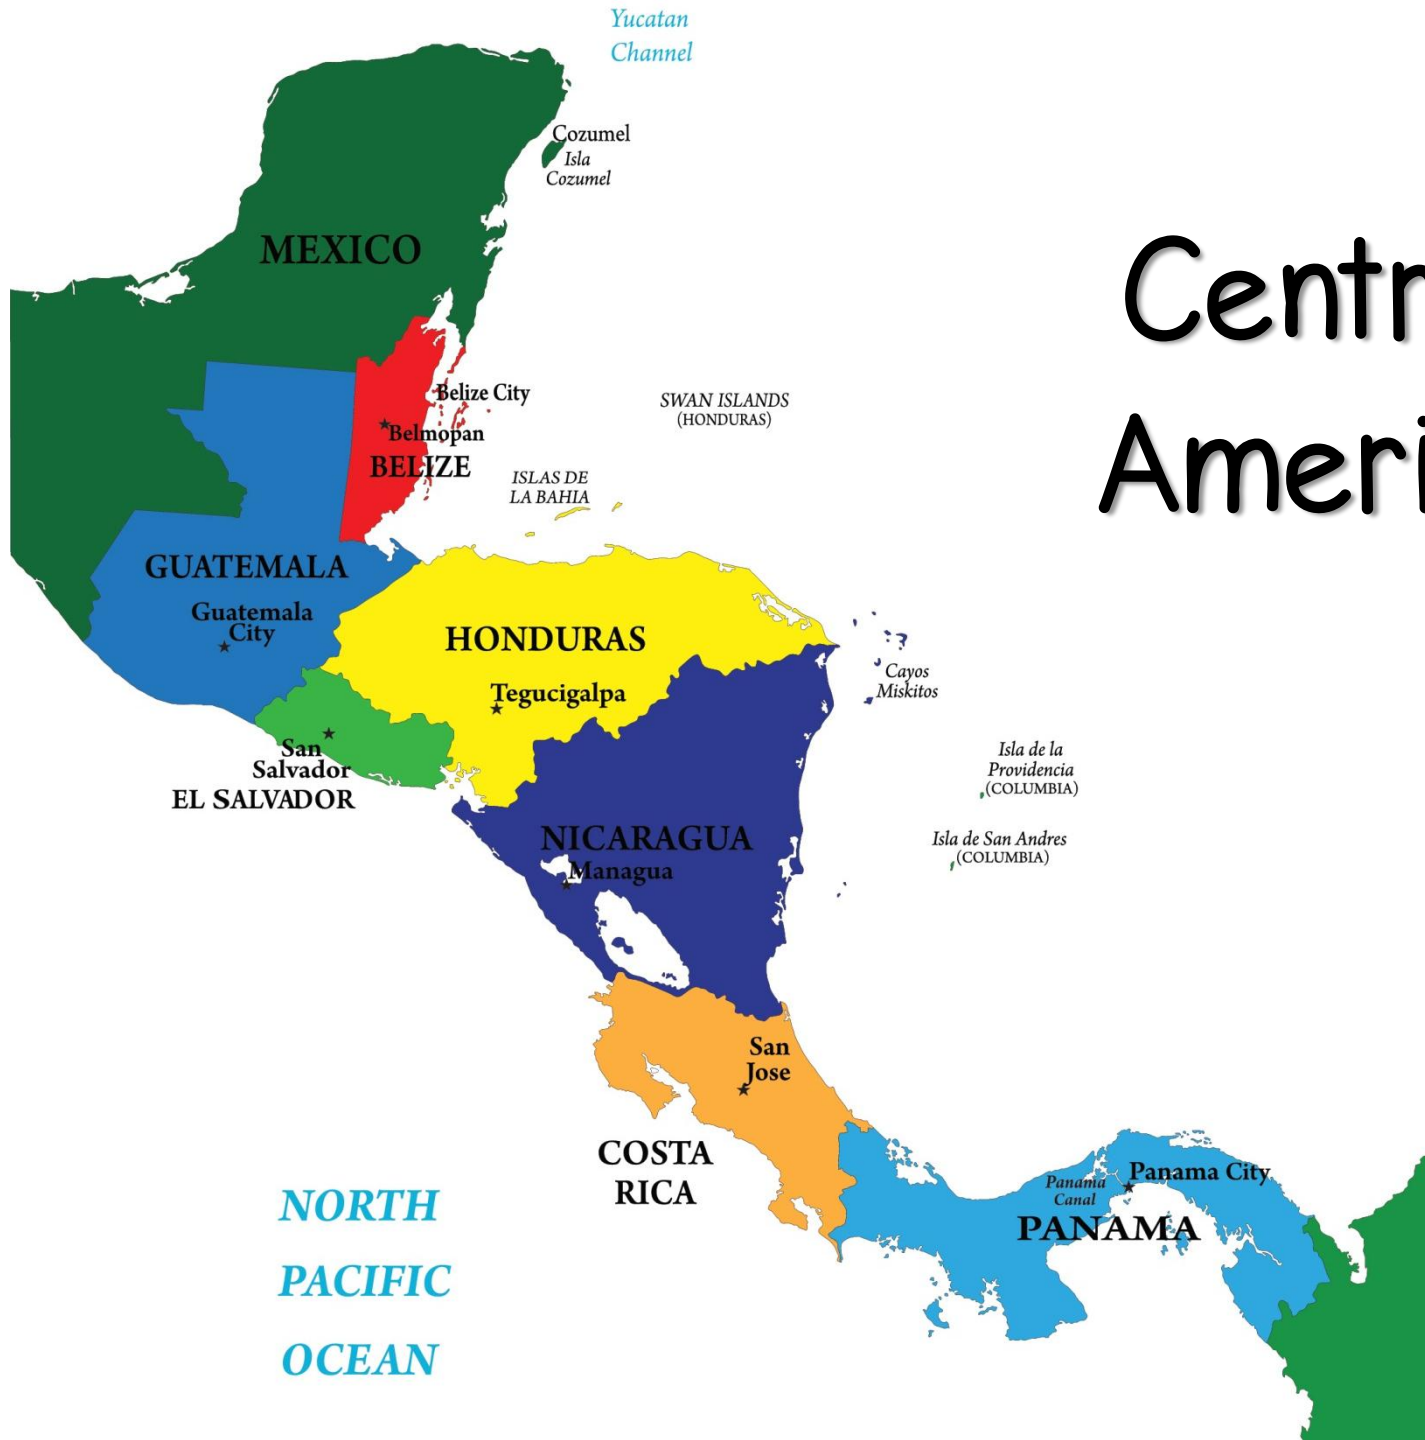 Yucatan
Channel
Cozumel
Isla
Cozumel
MEXICO
Centr
Ameri
Belize City
SWAN ISLANDS
(HONDURAS)
Belmopan
BELIZE
ISLAS DE
LA BAHIA
GUATEMALA
Guatemala
City
HONDURAS
Cayos
Miskitos
Tegucigalpa
San
Salvador
EL SALVADOR
Isla de la
Providencia
(COLUMBIA)
NICARAGUA
Managua
Isla de San Andres
(COLUMBIA)
San
Jose
COSTA
RICA
Panama City
Panama
Canal
PANAMA
NORTH
PACIFIC
OCEAN